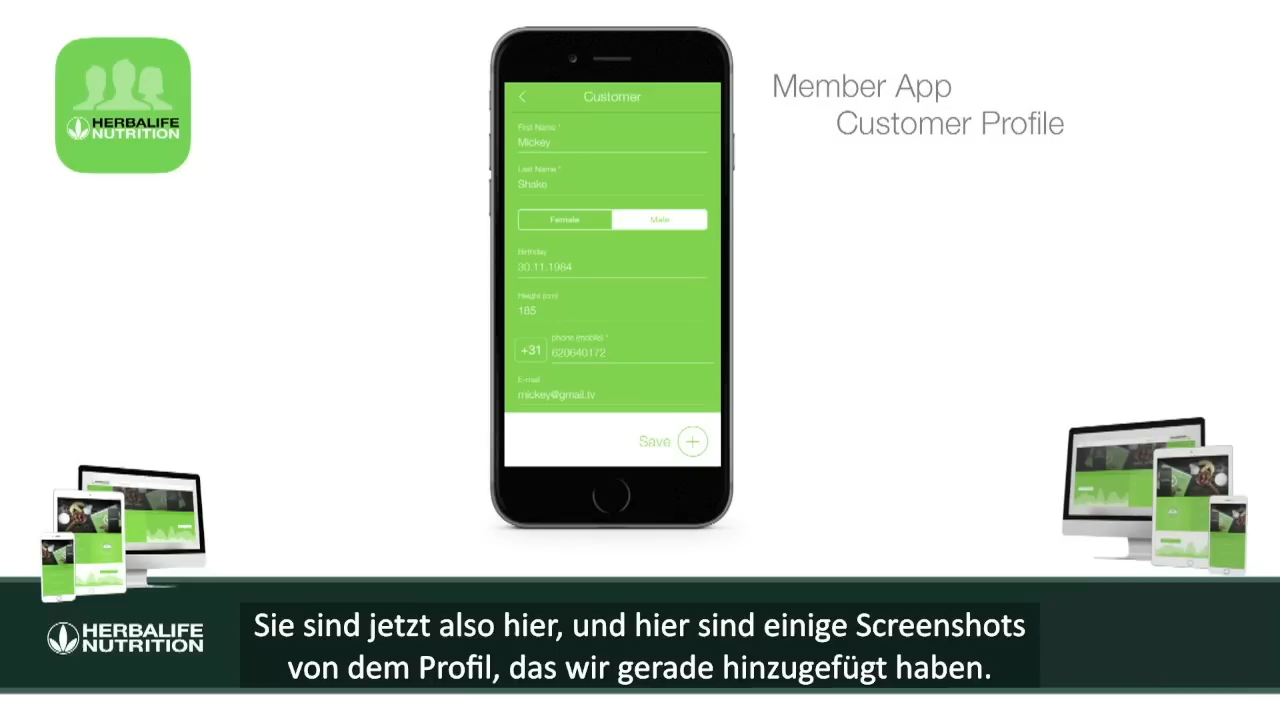 HERBALIFE
NUTRITION
Member App
Customer Profile
Customer
First Name *
Mickey
Last Name *
Shake
Female
Male
Birthday
30.11.1984
Height (cm)
185
+31
phone (mobile) *
620640172
E-mail
mickey@gmail.tv
Save
HERBALIFE
NUTRITION
Sie sind jetzt also hier, und hier sind einige Screenshots
von dem Profil, das wir gerade hinzugefügt haben.